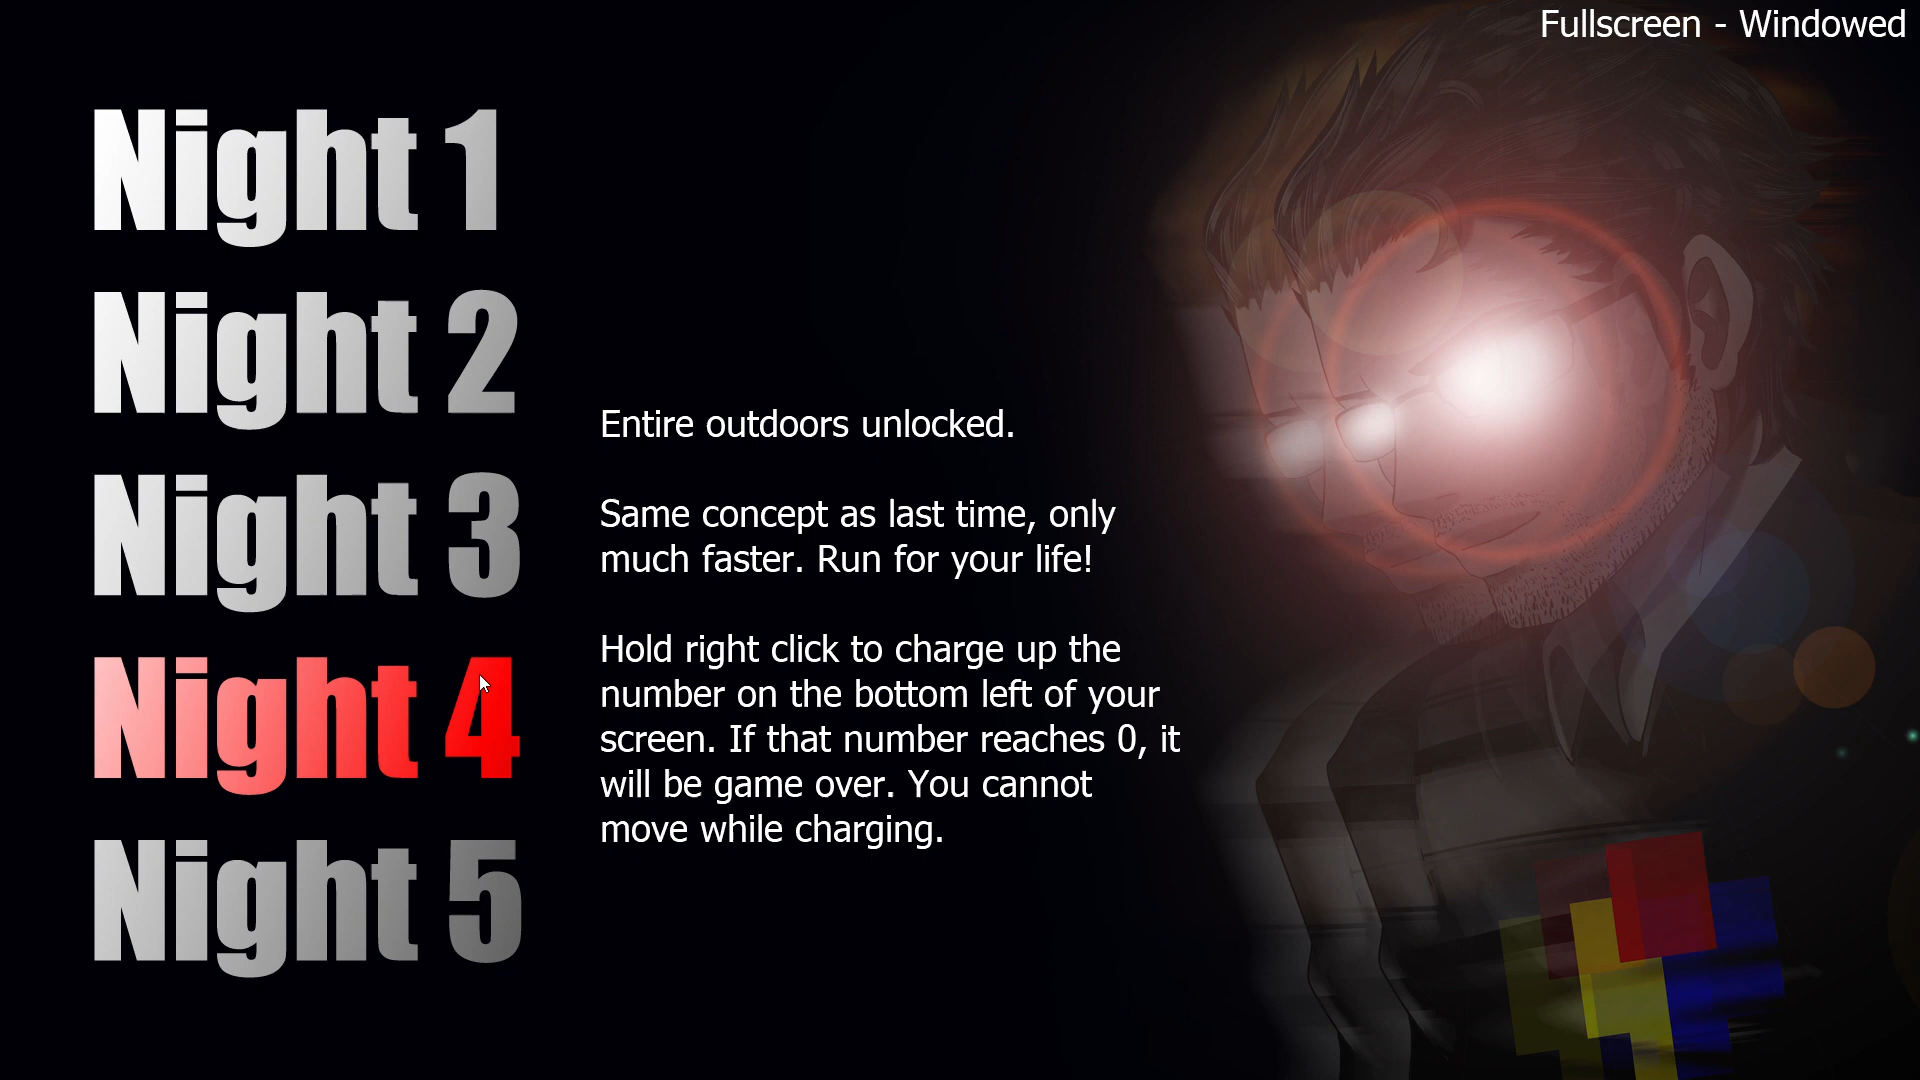 Fullscreen - Windowed
Night 1
Night 2
Night 3
Night 4
Night 5
Entire outdoors unlocked.
Same concept as last time, only
much faster. Run for your life!
Hold right click to charge up the
number on the bottom left of your
screen. If that number reaches 0, it
will be game over. You cannot
move while charging.